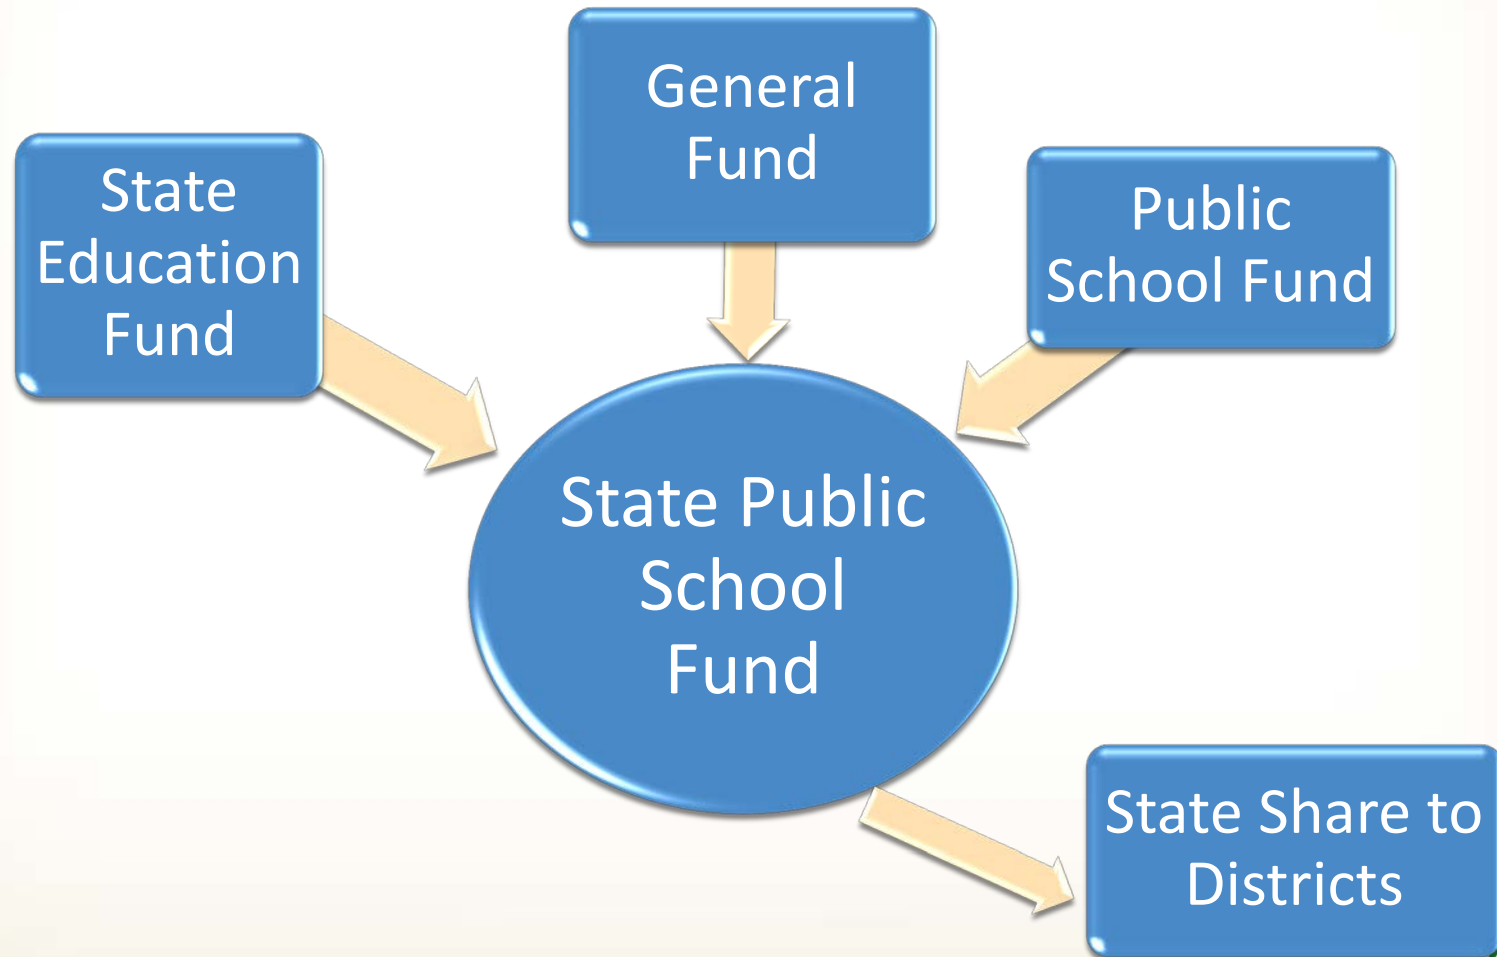 General
Fund
State
Education
Fund
Public
School Fund
State Public
School
Fund
State Share to
Districts